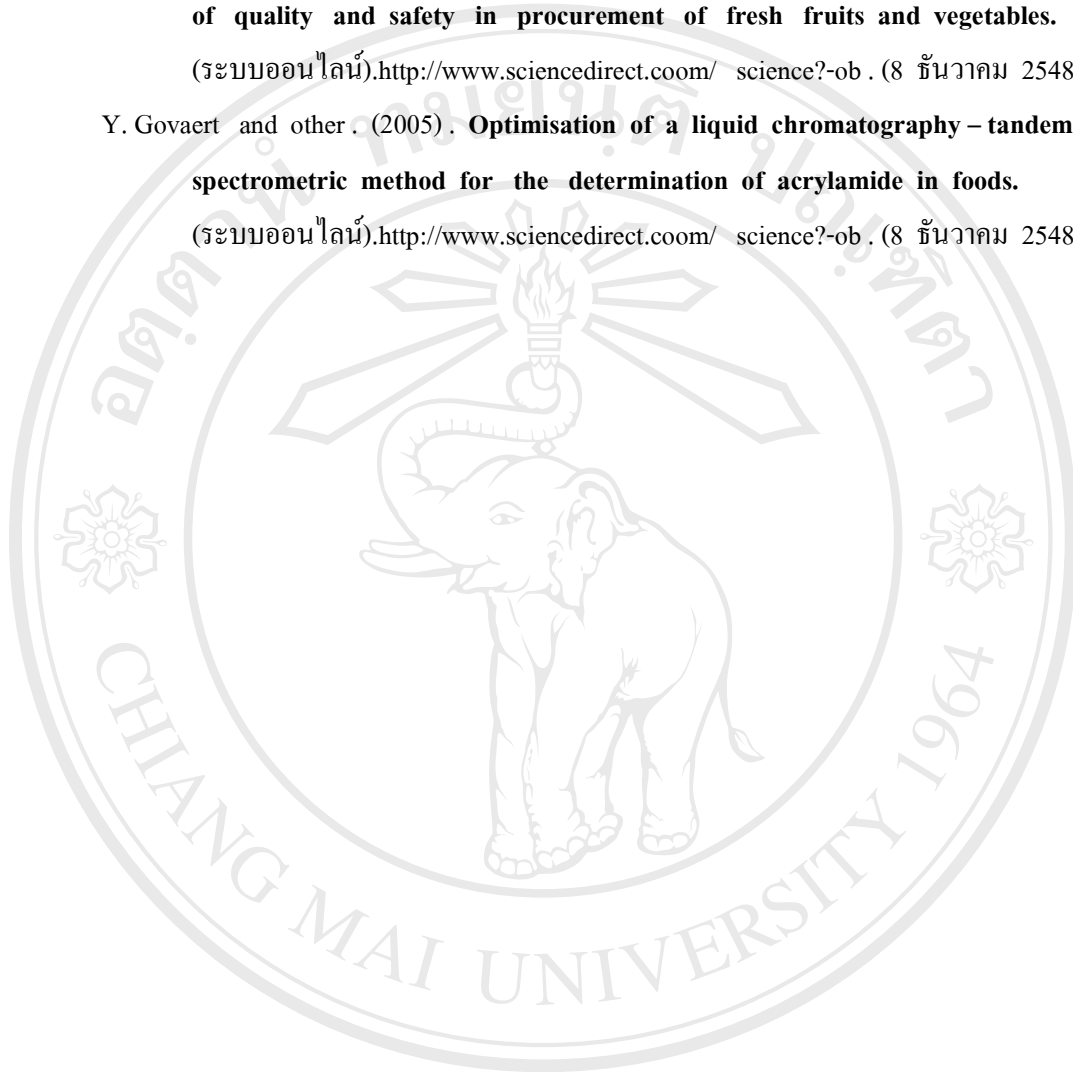 of quality and safety in procurement of fresh fruits and vegetables.
(ระบบออนไลน์).http://www.sciencedirect.coom/ science?-ob . (8 ธันวาคม 2548
Y. Govaert and other . (2005) . Optimisation of a liquid chromatography – tandem
spectrometric method for the determination of acrylamide in foods.
(ระบบออนไลน์).http://www.sciencedirect.coom/ science?-ob . (8 ธันวาคม 2548
CHIANG MAI UNIVERSITY 1964